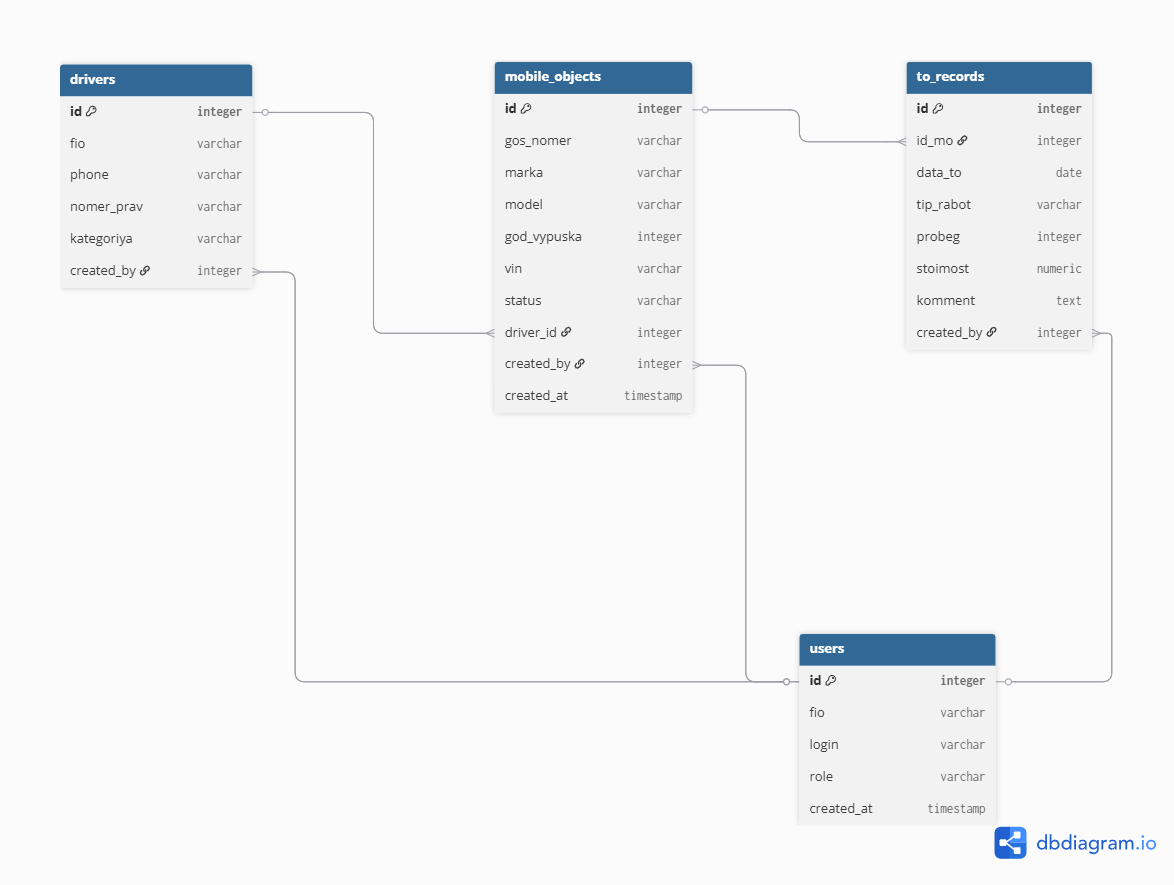 drivers
id integer
fio varchar
phone varchar
nomer_prav varchar
kategoriya varchar
created_by integer
mobile_objects
id integer
gos_nomer varchar
marka varchar
model varchar
god_vypuska integer
vin varchar
status varchar
driver_id integer
created_by integer
created_at timestamp
to_records
id integer
id_mo integer
data_to date
tip_rabot varchar
probeg integer
stoimost numeric
komment text
created_by integer
users
id integer
fio varchar
login varchar
role varchar
created_at timestamp
dbdiagram.io